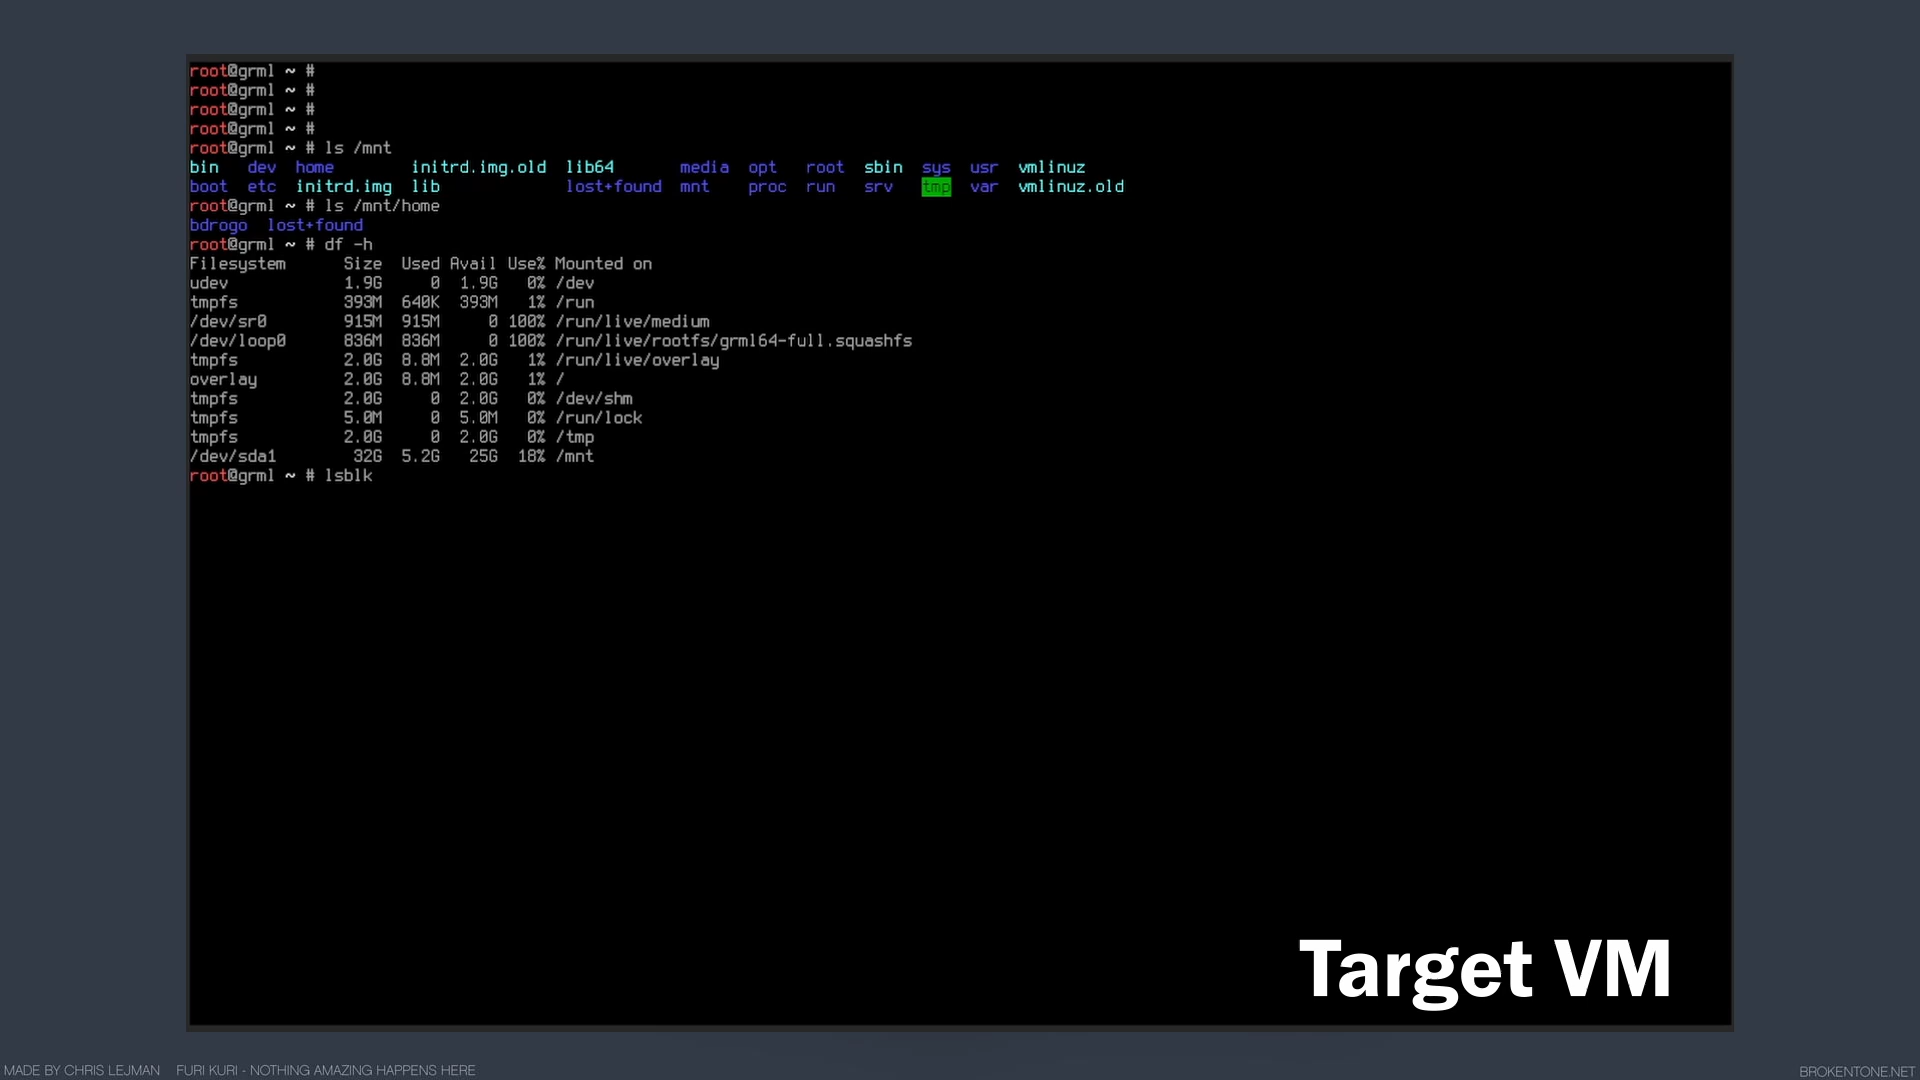 root@grml ~ #
root@grml ~ #
root@grml ~ #
root@grml ~ #
root@grml ~ # ls /mnt
bin   dev  home        initrd.img.old  lib64       media  opt   root  sbin  sys  usr  vmlinuz
boot  etc  initrd.img  lib             lost+found  mnt    proc  run   srv   tmp  var  vmlinuz.old
root@grml ~ # ls /mnt/home
bdrogo  lost+found
root@grml ~ # df -h
Filesystem      Size  Used Avail Use% Mounted on
udev            1.9G     0  1.9G   0% /dev
tmpfs           393M  640K  393M   1% /run
/dev/sr0        915M  915M     0 100% /run/live/medium
/dev/loop0      836M  836M     0 100% /run/live/rootfs/grml64-full.squashfs
tmpfs           2.0G  8.8M  2.0G   1% /run/live/overlay
overlay         2.0G  8.8M  2.0G   1% /
tmpfs           2.0G     0  2.0G   0% /dev/shm
tmpfs           5.0M     0  5.0M   0% /run/lock
tmpfs           2.0G     0  2.0G   0% /tmp
/dev/sda1        32G  5.2G   25G  18% /mnt
root@grml ~ # lsblk
Target VM
MADE BY CHRIS LEJMAN   FURI KURI - NOTHING AMAZING HAPPENS HERE
BROKENTONE.NET